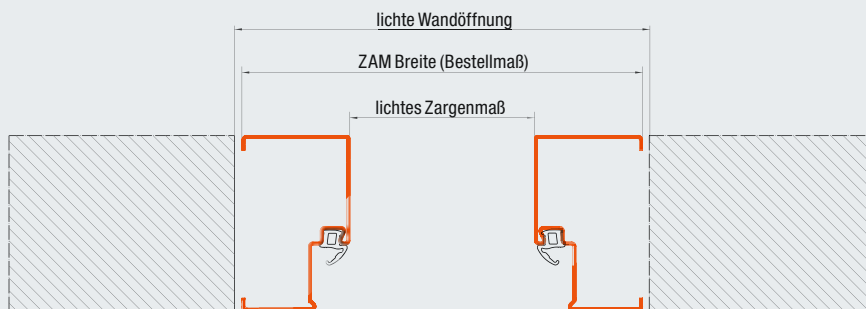 lichte Wandöffnung
ZAM Breite (Bestellmaß)
lichtes Zargenmaß